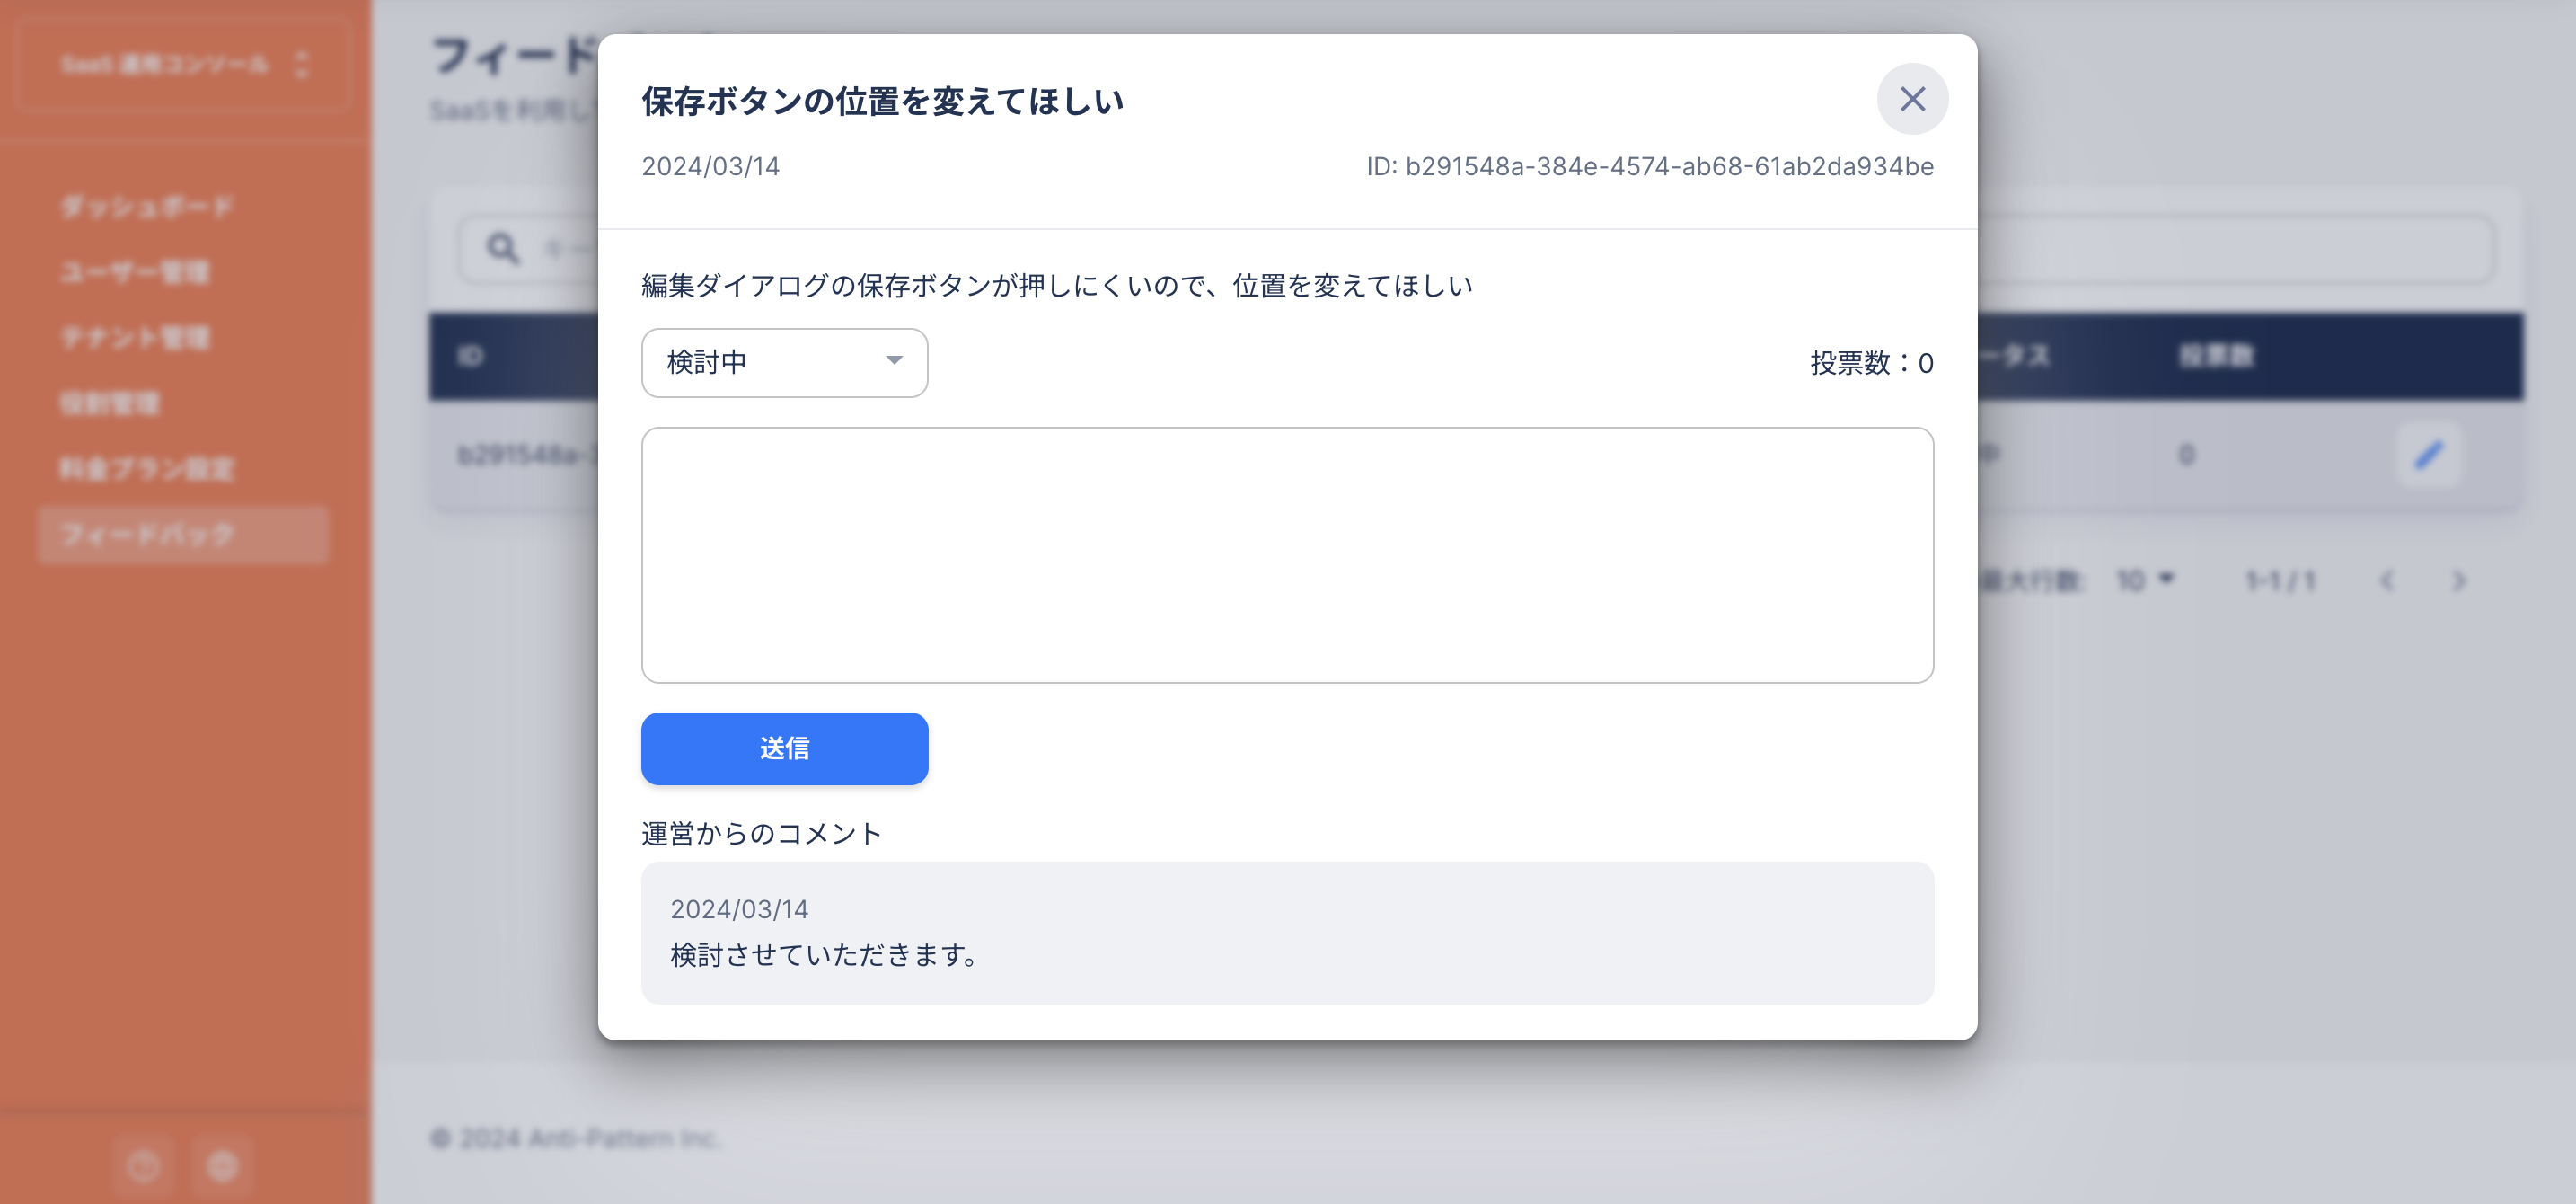 SaaS 運用コンソール
ダッシュボード
ユーザー管理
テナント管理
役割管理
料金プラン設定
フィードバック
フィード
SaaSを利用し
キー
ID
ータス
投票数
b291548a-3
中
0
最大行数:
10
1-1 / 1
© 2024 Anti-Pattern Inc.
保存ボタンの位置を変えてほしい
2024/03/14
ID: b291548a-384e-4574-ab68-61ab2da934be
編集ダイアログの保存ボタンが押しにくいので、位置を変えてほしい
検討中
投票数：0
送信
運営からのコメント
2024/03/14
検討させていただきます。